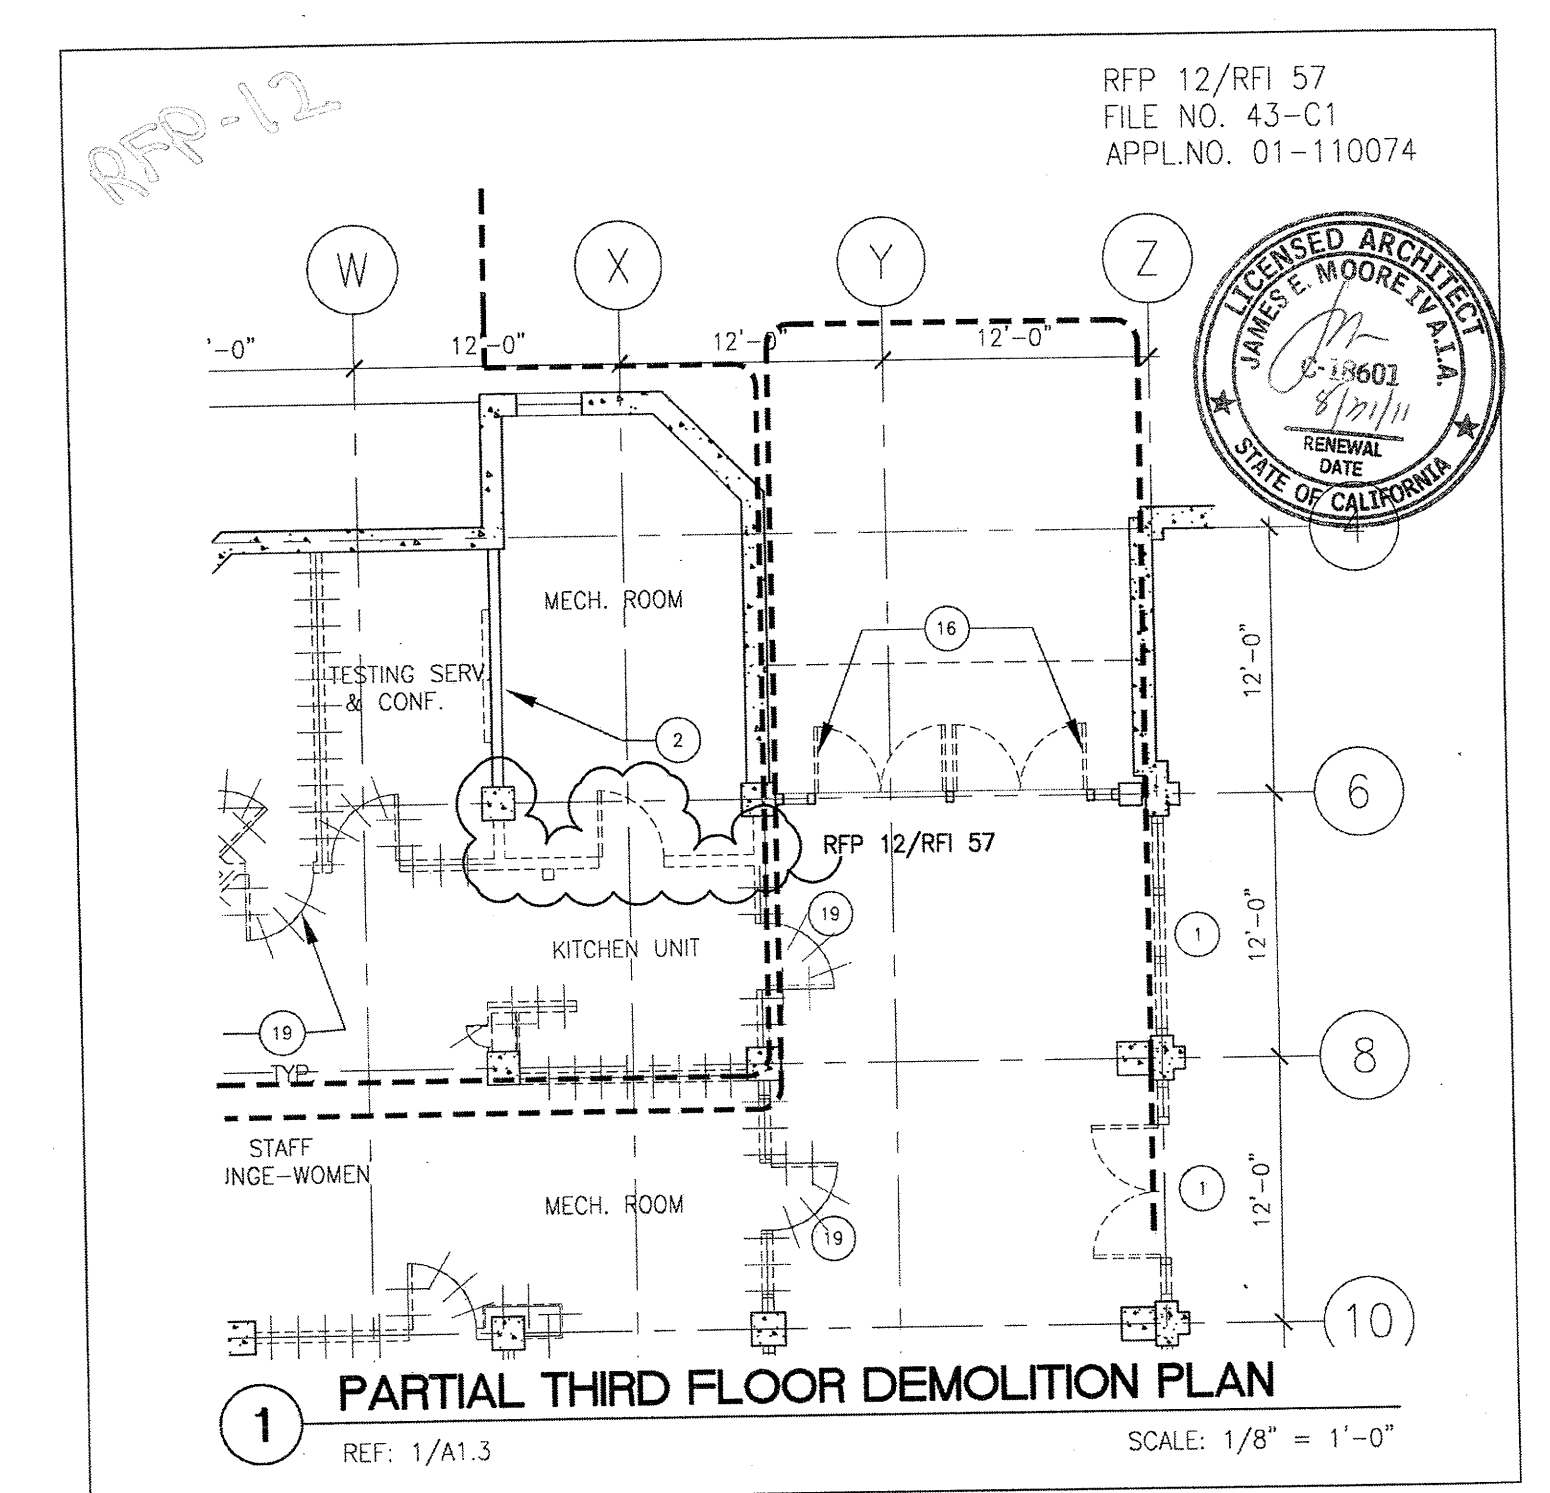 RFP-12
RFP 12/RFI 57
FILE NO. 43-C1
APPL.NO. 01-110074
W
X
Y
Z
'-0"
12'-0"
12'-0"
12'-0"
LICENSED ARCHITECT
JAMES E. MOORE IV A.I.A.
C-18601
RENEWAL
DATE
STATE OF CALIFORNIA
4
MECH. ROOM
16
12'-0"
TESTING SERV.
& CONF.
2
6
RFP 12/RFI 57
19
1
12'-0"
KITCHEN UNIT
19
TYP
8
STAFF
UNGE-WOMEN
MECH. ROOM
1
12'-0"
19
10
PARTIAL THIRD FLOOR DEMOLITION PLAN
1
REF: 1/A1.3
SCALE: 1/8" = 1'-0"